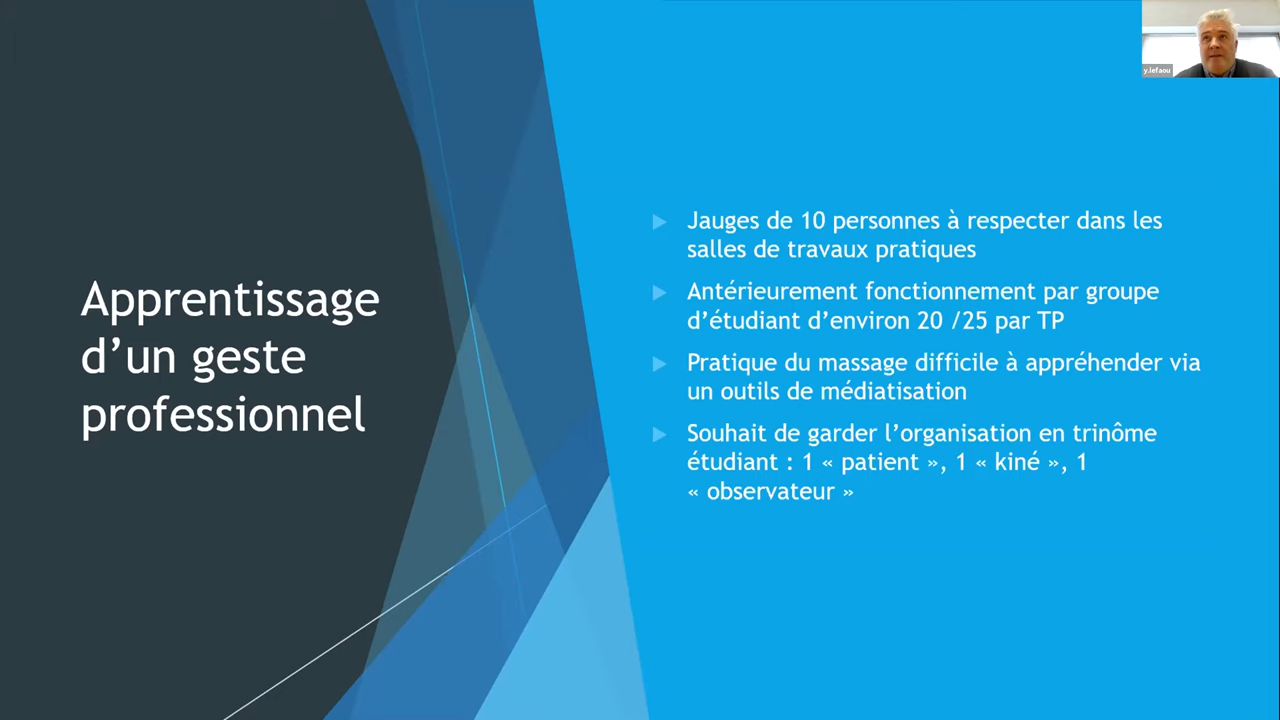 y.lefaou
Apprentissage
d’un geste
professionnel
Jauges de 10 personnes à respecter dans les
salles de travaux pratiques
Antérieurement fonctionnement par groupe
d’étudiant d’environ 20 /25 par TP
Pratique du massage difficile à appréhender via
un outils de médiatisation
Souhait de garder l’organisation en trinôme
étudiant : 1 « patient », 1 « kiné », 1
« observateur »